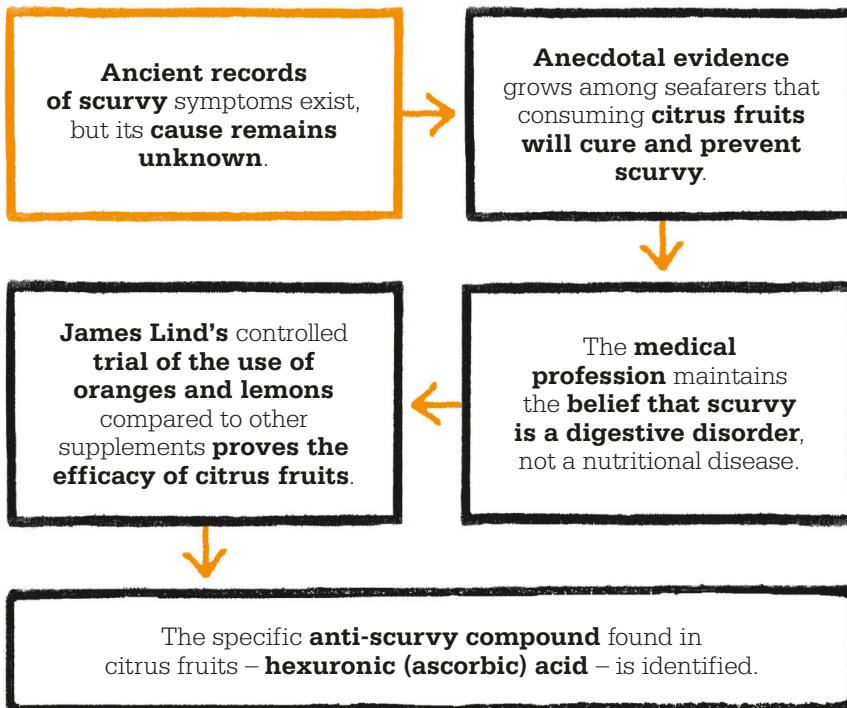 Ancient records
of scurvy symptoms exist,
but its cause remains
unknown.
Anecdotal evidence
grows among seafarers that
consuming citrus fruits
will cure and prevent
scurvy.
The medical
profession maintains
the belief that scurvy
is a digestive disorder,
not a nutritional disease.
James Lind's controlled
trial of the use of
oranges and lemons
compared to other
supplements proves the
efficacy of citrus fruits.
The specific anti-scurvy compound found in
citrus fruits – hexuronic (ascorbic) acid – is identified.